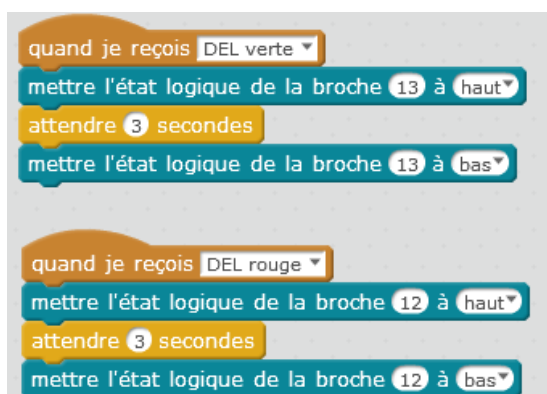 quand je reçois DEL verte
mettre l'état logique de la broche 13 à haut
attendre 3 secondes
mettre l'état logique de la broche 13 à bas
quand je reçois DEL rouge
mettre l'état logique de la broche 12 à haut
attendre 3 secondes
mettre l'état logique de la broche 12 à bas